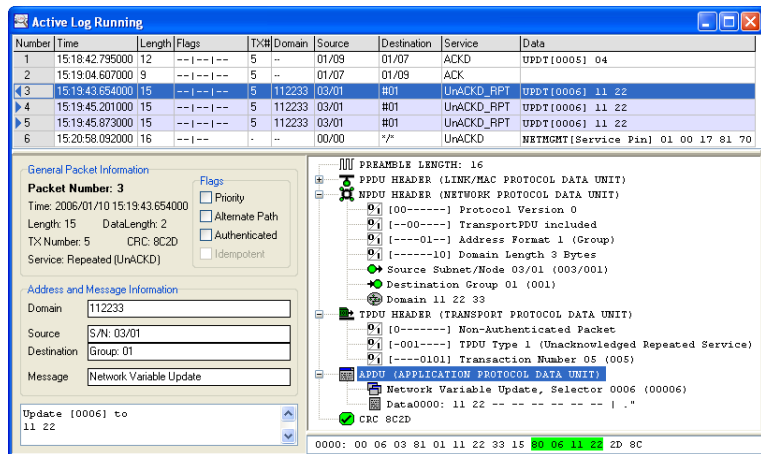 Active Log Running
Number Time Length Flags TX# Domain Source Destination Service Data
1 15:18:42.795000 12 --|--|-- 5 -- 01/09 01/07 ACKD UPDT[0005] 04
2 15:19:04.607000 9 --|--|-- 5 -- 01/07 01/09 ACK
3 15:19:43.654000 15 --|--|-- 5 112233 03/01 #01 UnACKD_RPT UPDT[0006] 11 22
4 15:19:45.201000 15 --|--|-- 5 112233 03/01 #01 UnACKD_RPT UPDT[0006] 11 22
5 15:19:45.873000 15 --|--|-- 5 112233 03/01 #01 UnACKD_RPT UPDT[0006] 11 22
6 15:20:58.092000 16 --|-- - -- 00/00 */* UnACKD NETMGMT[Service Pin] 01 00 17 81 70
General Packet Information
Packet Number: 3
Time: 2006/01/10 15:19:43.654000
Length: 15 DataLength: 2
TX Number: 5 CRC: 8C2D
Service: Repeated (UnACKD)
Flags
Priority
Alternate Path
Authenticated
Idempotent
Address and Message Information
Domain 112233
Source S/N: 03/01
Destination Group: 01
Message Network Variable Update
Update [0006] to
11 22
PREAMBLE LENGTH: 16
PPDU HEADER (LINK/MAC PROTOCOL DATA UNIT)
NPDU HEADER (NETWORK PROTOCOL DATA UNIT)
[00------] Protocol Version 0
[--00----] TransportPDU included
[----01--] Address Format 1 (Group)
[------10] Domain Length 3 Bytes
Source Subnet/Node 03/01 (003/001)
Destination Group 01 (001)
Domain 11 22 33
TPDU HEADER (TRANSPORT PROTOCOL DATA UNIT)
[0-------] Non-Authenticated Packet
[-001----] TPDU Type 1 (Unacknowledged Repeated Service)
[----0101] Transaction Number 05 (005)
APDU (APPLICATION PROTOCOL DATA UNIT)
Network Variable Update, Selector 0006 (00006)
Data0000: 11 22 -- -- -- -- -- -- | ."
CRC 8C2D
0000: 00 06 03 81 01 11 22 33 15 80 06 11 22 2D 8C